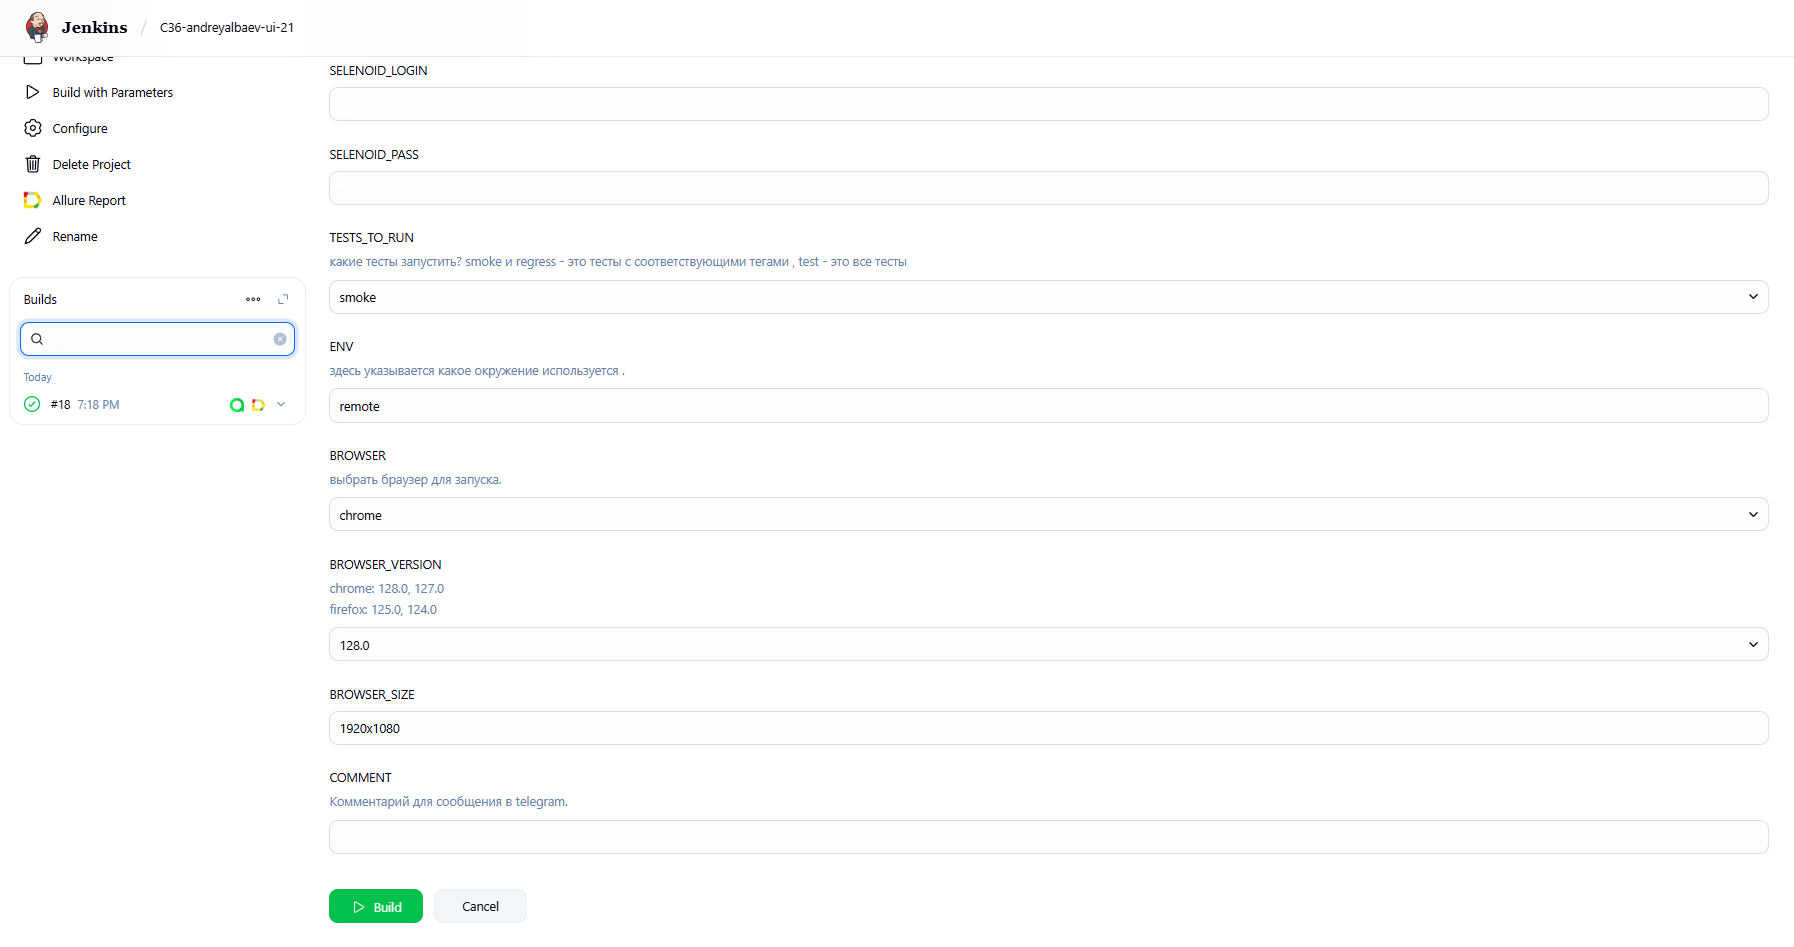 Jenkins / C36-andreyalbaev-ui-21
Workspace
Build with Parameters
Configure
Delete Project
Allure Report
Rename
Builds
Today
#18 7:18 PM
SELENOID_LOGIN
SELENOID_PASS
TESTS_TO_RUN
какие тесты запустить? smoke и regress - это тесты с соответствующими тегами , test - это все тесты
smoke
ENV
здесь указывается какое окружение используется .
remote
BROWSER
выбрать браузер для запуска.
chrome
BROWSER_VERSION
chrome: 128.0, 127.0
firefox: 125.0, 124.0
128.0
BROWSER_SIZE
1920x1080
COMMENT
Комментарий для сообщения в telegram.
Build
Cancel